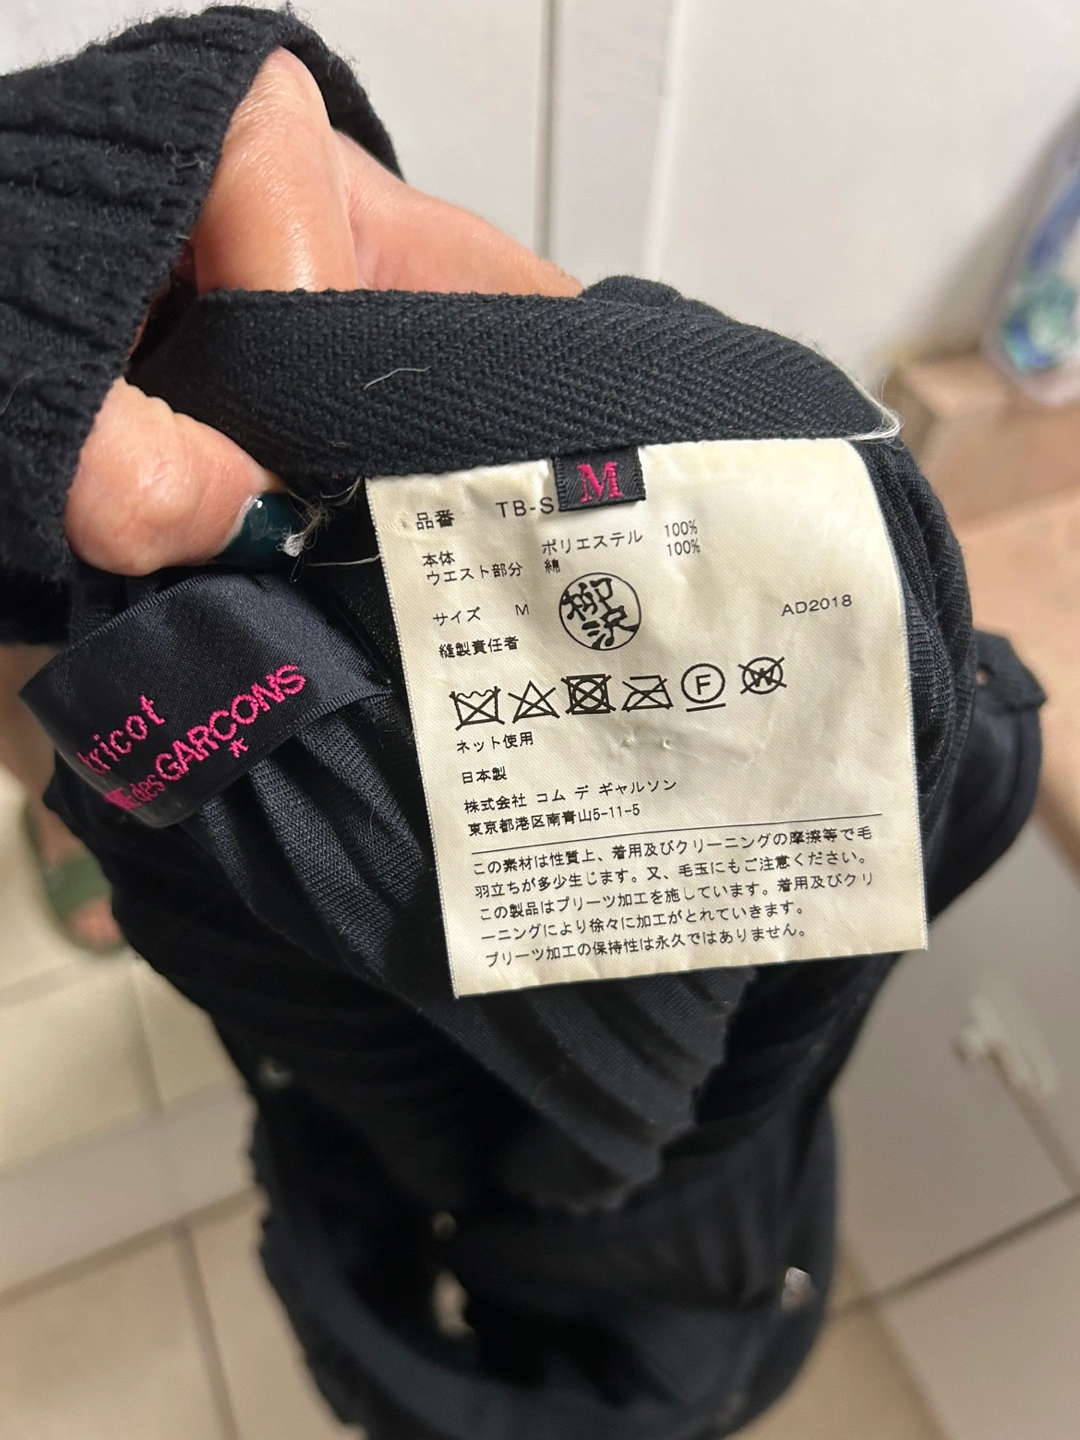 M
品番 TB-S
本体 ポリエステル 100%
ウエスト部分 綿 100%
サイズ M
AD2018
縫製責任者
柳沢
F
W
ネット使用
日本製
株式会社 コム デ ギャルソン
東京都港区南青山5-11-5
この素材は性質上、着用及びクリーニングの摩擦等で毛
羽立ちが多少生じます。又、毛玉にもご注意ください。
この製品はプリーツ加工を施しています。着用及びクリ
ーニングにより徐々に加工がとれていきます。
プリーツ加工の保持性は永久ではありません。
tricot
des GARCONS